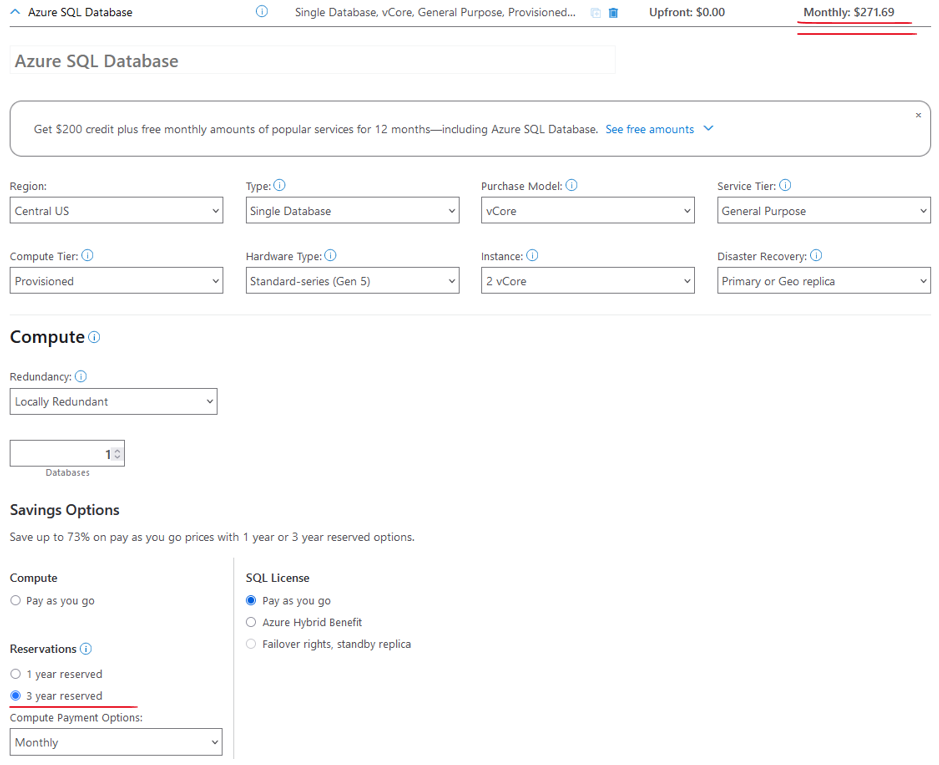 Azure SQL Database Single Database, vCore, General Purpose, Provisioned... Upfront: $0.00 Monthly: $271.69
Azure SQL Database
×
Get $200 credit plus free monthly amounts of popular services for 12 months—including Azure SQL Database. See free amounts
Region: Type: Purchase Model: Service Tier:
Central US Single Database vCore General Purpose
Compute Tier: Hardware Type: Instance: Disaster Recovery:
Provisioned Standard-series (Gen 5) 2 vCore Primary or Geo replica
Compute
Redundancy:
Locally Redundant
1
Databases
Savings Options
Save up to 73% on pay as you go prices with 1 year or 3 year reserved options.
Compute
Pay as you go
Reservations
1 year reserved
3 year reserved
Compute Payment Options:
Monthly
SQL License
Pay as you go
Azure Hybrid Benefit
Failover rights, standby replica